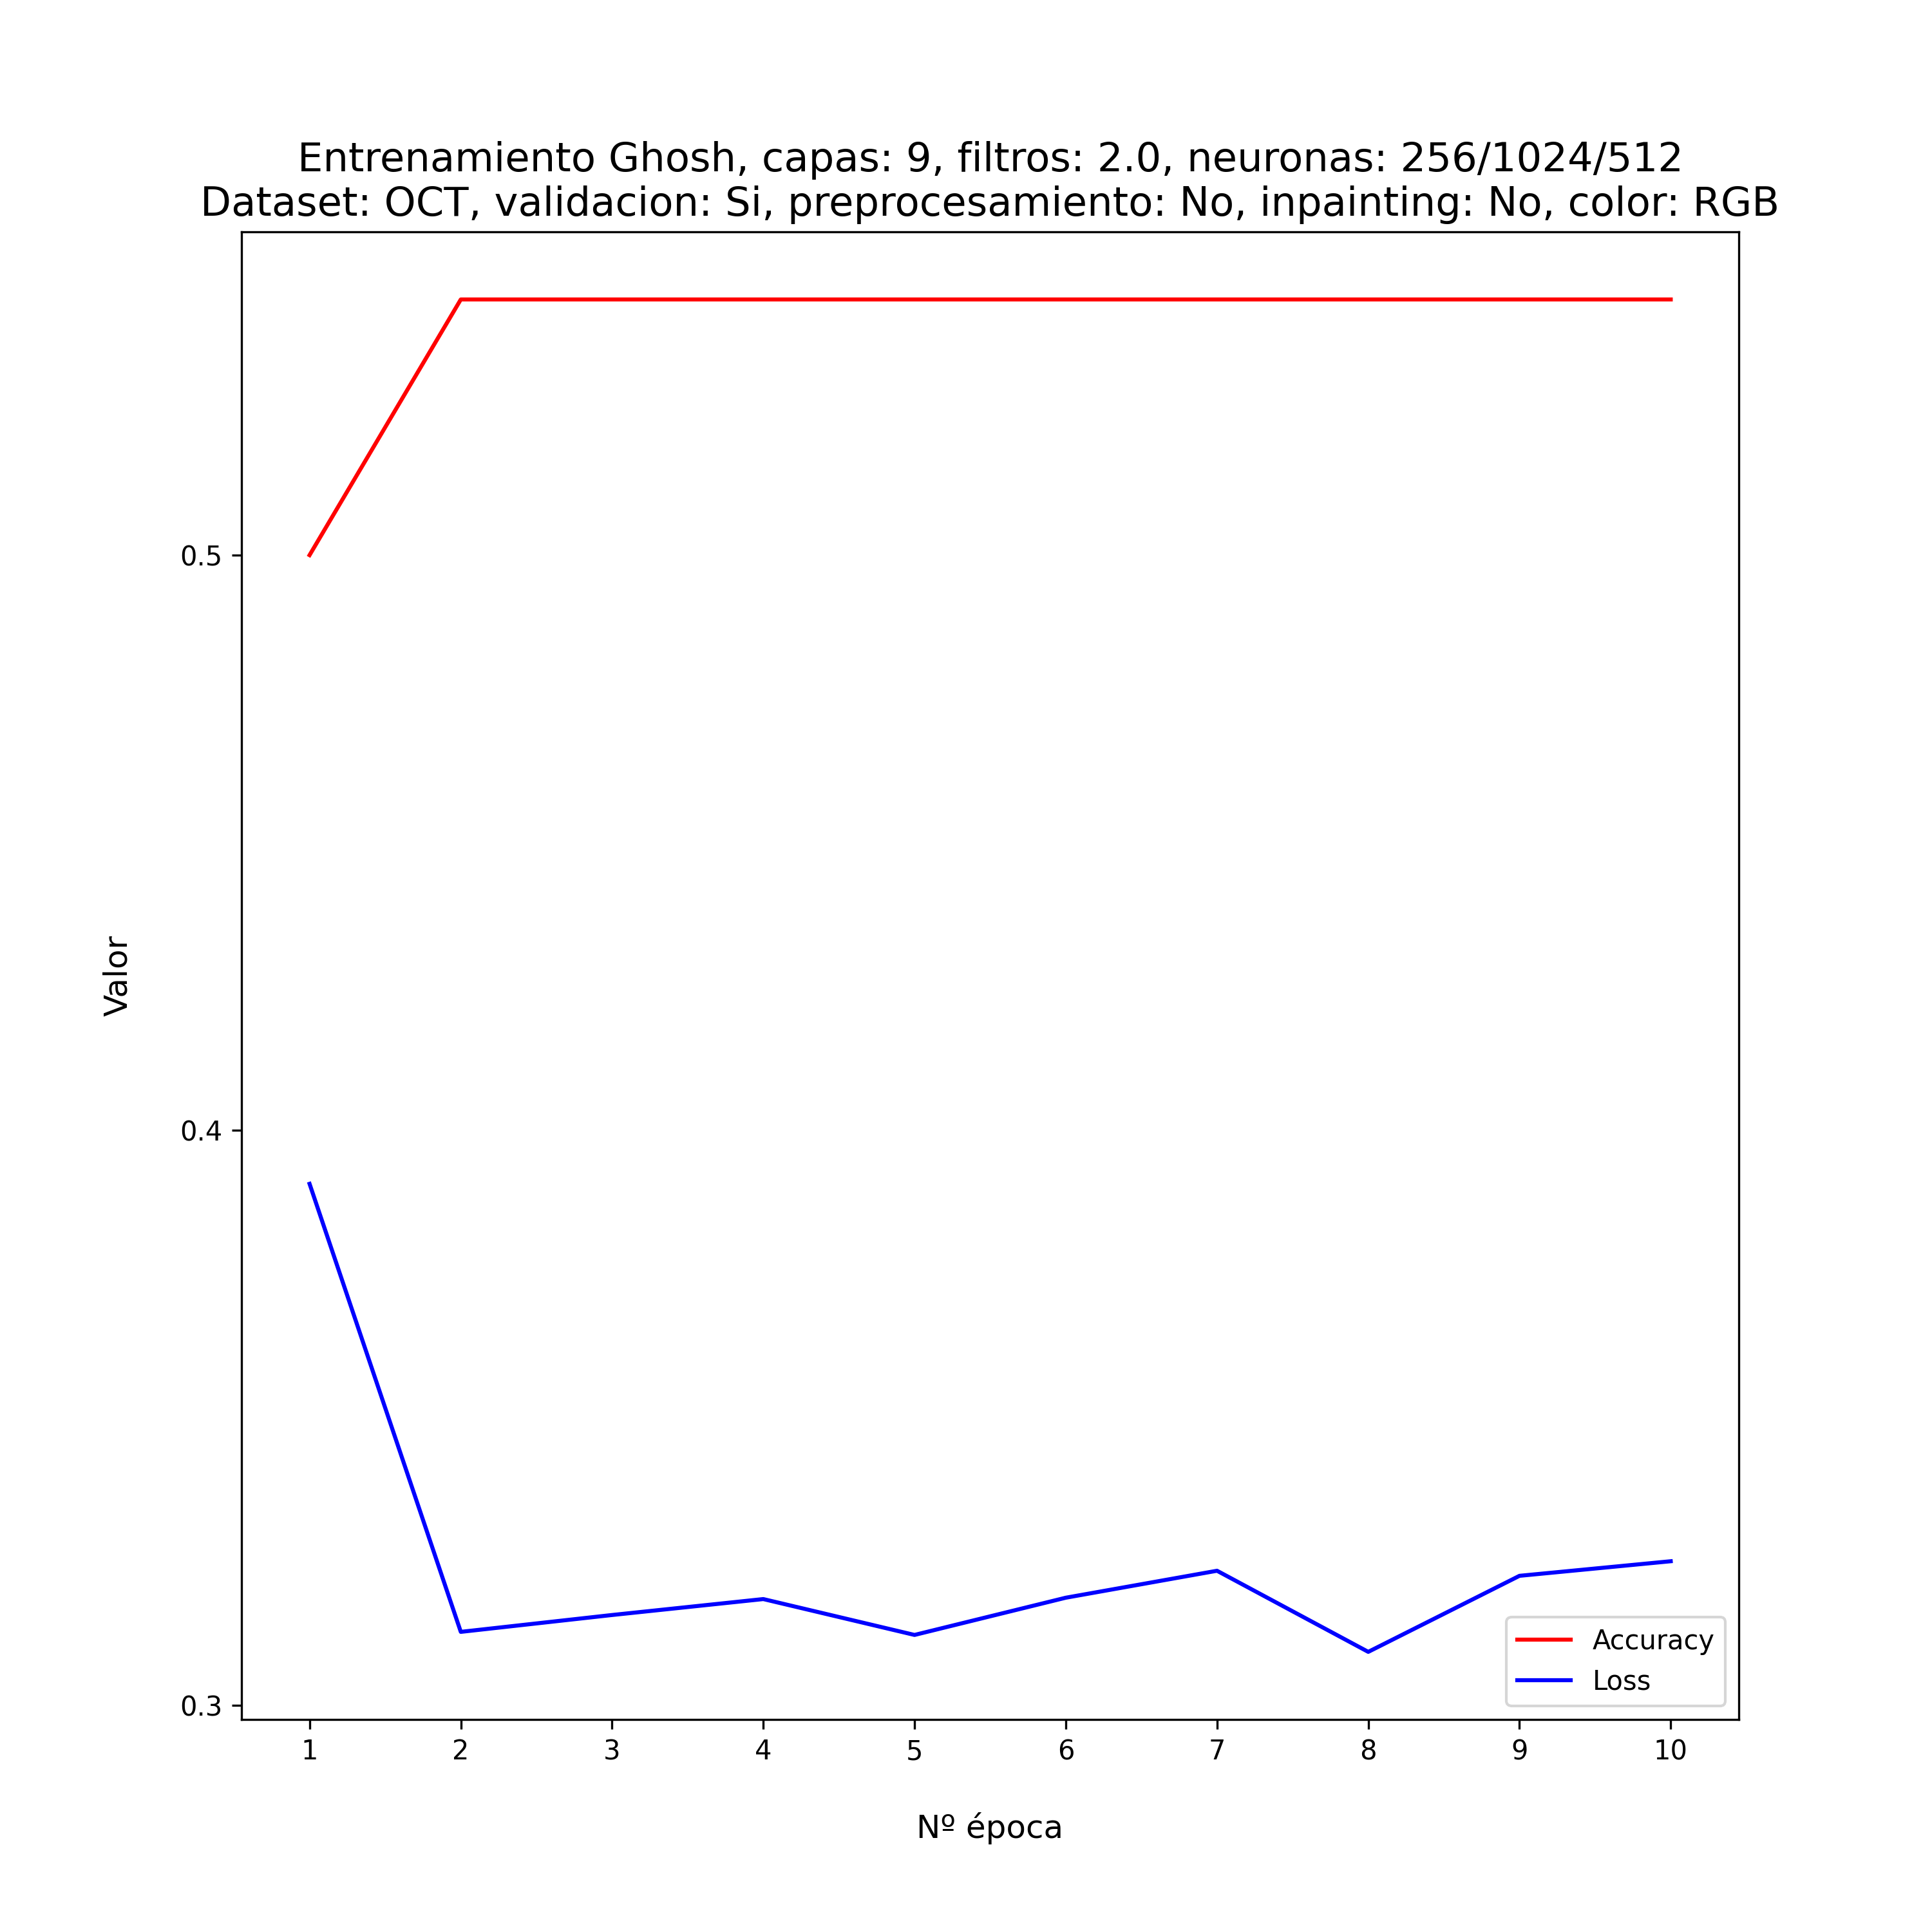 Entrenamiento Ghosh, capas: 9, filtros: 2.0, neuronas: 256/1024/512
Dataset: OCT, validacion: Si, preprocesamiento: No, inpainting: No, color: RGB
0.5
0.4
0.3
Valor
Accuracy
Loss
1 2 3 4 5 6 7 8 9 10
Nº época